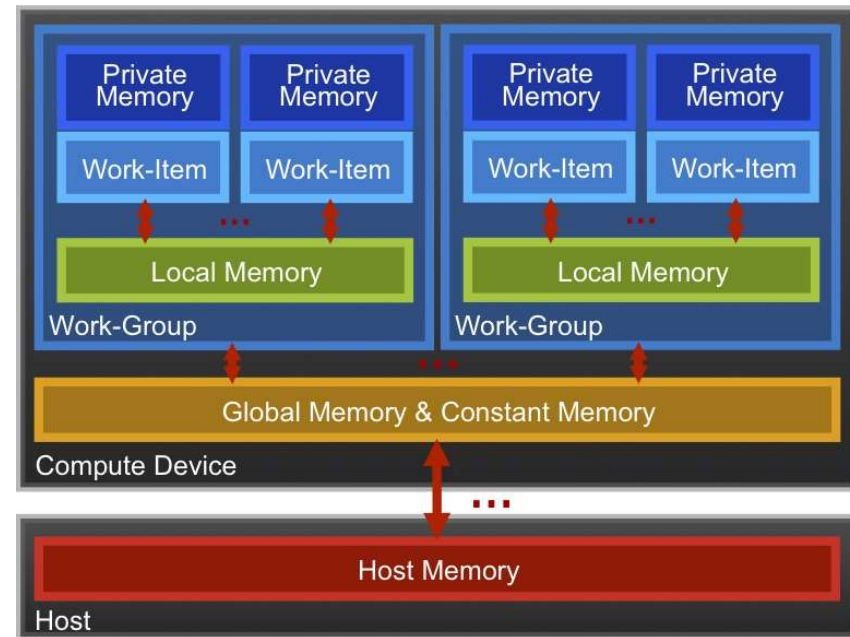 Private Memory
Private Memory
Private Memory
Private Memory
Work-Item
Work-Item
Work-Item
Work-Item
...
...
Local Memory
Local Memory
Work-Group
Work-Group
...
Global Memory & Constant Memory
Compute Device
...
Host Memory
Host